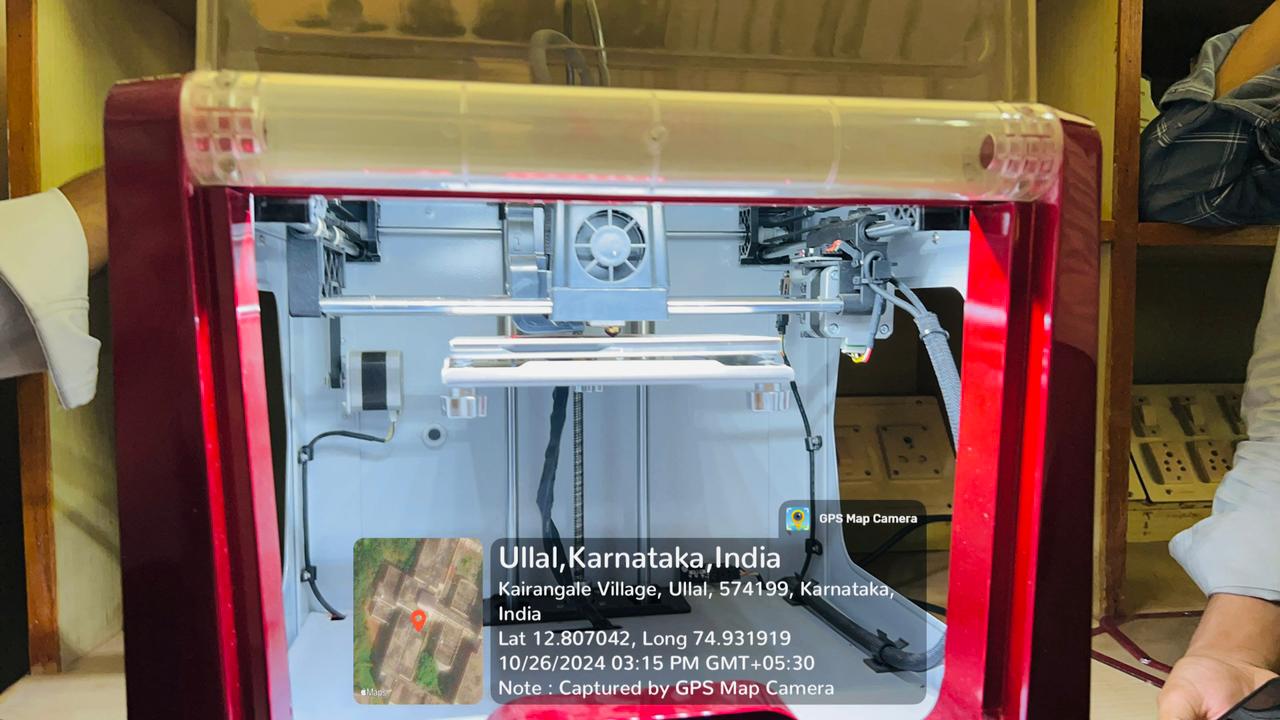 GPS Map Camera
Ullal,Karnataka,India
Kairangale Village, Ullal, 574199, Karnataka,
India
Lat 12.807042, Long 74.931919
10/26/2024 03:15 PM GMT+05:30
Note : Captured by GPS Map Camera
Maps